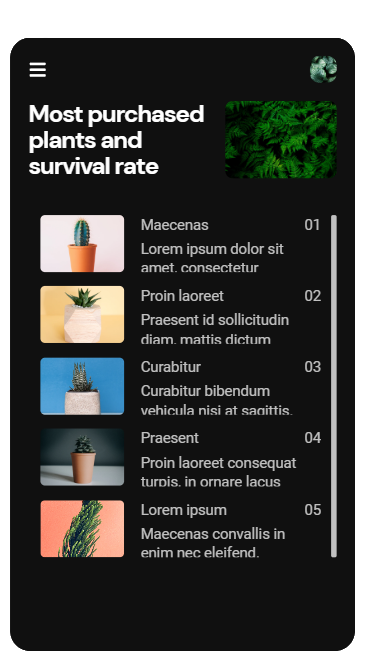 Most purchased
plants and
survival rate
Maecenas 01
Lorem ipsum dolor sit
amet, consectetur
Proin laoreet 02
Praesent id sollicitudin
diam, mattis dictum
Curabitur 03
Curabitur bibendum
vehicula nisi at sagittis,
Praesent 04
Proin laoreet consequat
turpis, in ornare lacus
Lorem ipsum 05
Maecenas convallis in
enim nec eleifend.